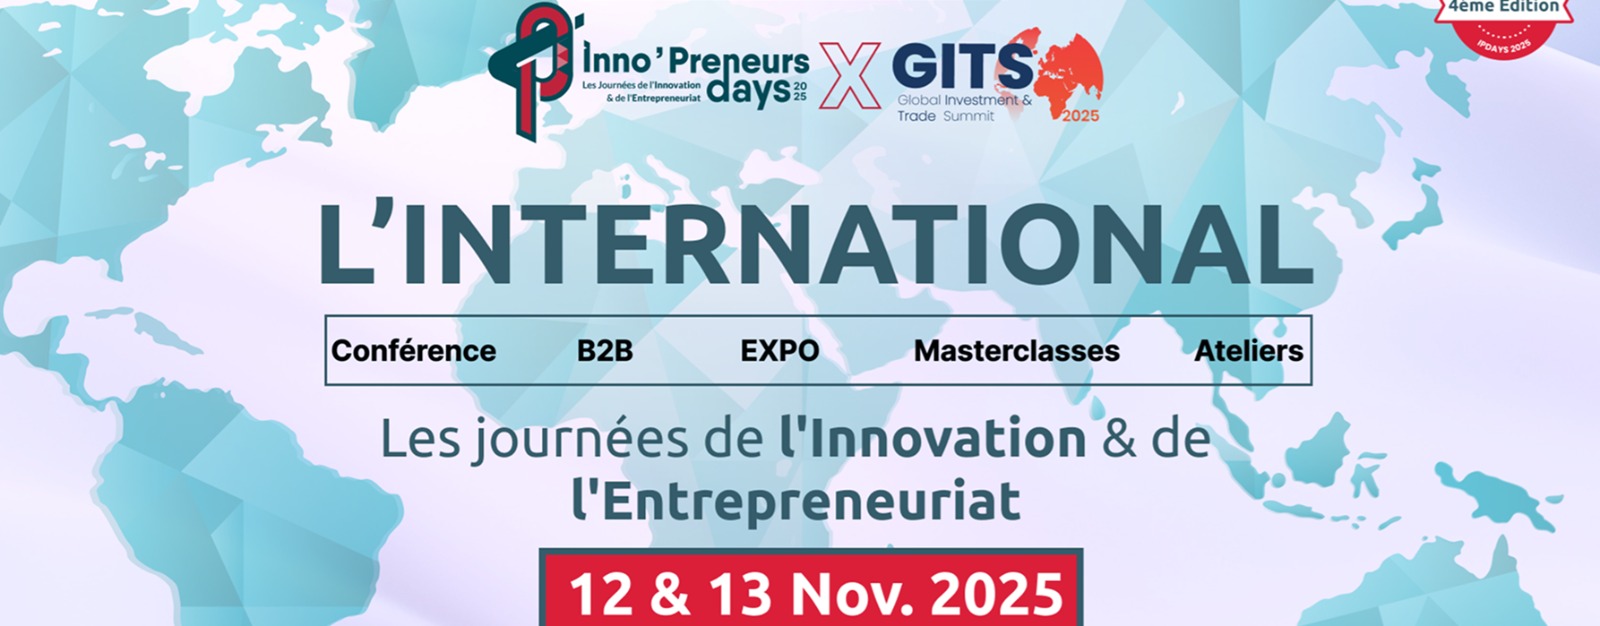 4ème Edition
IPDAYS 2025
Inno'Preneurs
days 2025
Les Journées de l'Innovation
& de l'Entrepreneuriat
X
GITS
Global Investment &
Trade Summit
2025
L'INTERNATIONAL
Conférence B2B EXPO Masterclasses Ateliers
Les journées de l'Innovation & de
l'Entrepreneuriat
12 & 13 Nov. 2025